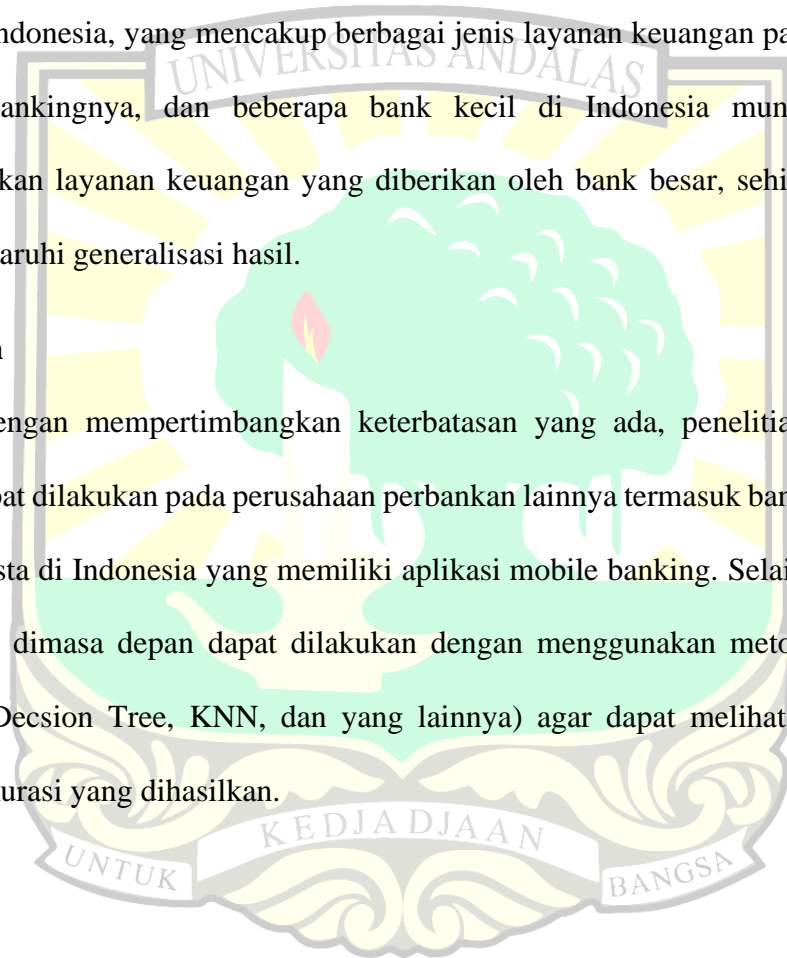 ndonesia, yang mencakup berbagai jenis layanan keuangan pa
UNIVERSITAS ANDALAS
ankingnya, dan beberapa bank kecil di Indonesia mun
kan layanan keuangan yang diberikan oleh bank besar, sehi
aruhi generalisasi hasil.
n
engan mempertimbangkan keterbatasan yang ada, penelitia
pat dilakukan pada perusahaan perbankan lainnya termasuk ban
sta di Indonesia yang memiliki aplikasi mobile banking. Selai
dimasa depan dapat dilakukan dengan menggunakan meto
Decsion Tree, KNN, dan yang lainnya) agar dapat melihat
urasi yang dihasilkan.
UNTUK KEDJADJAAN BANGSA